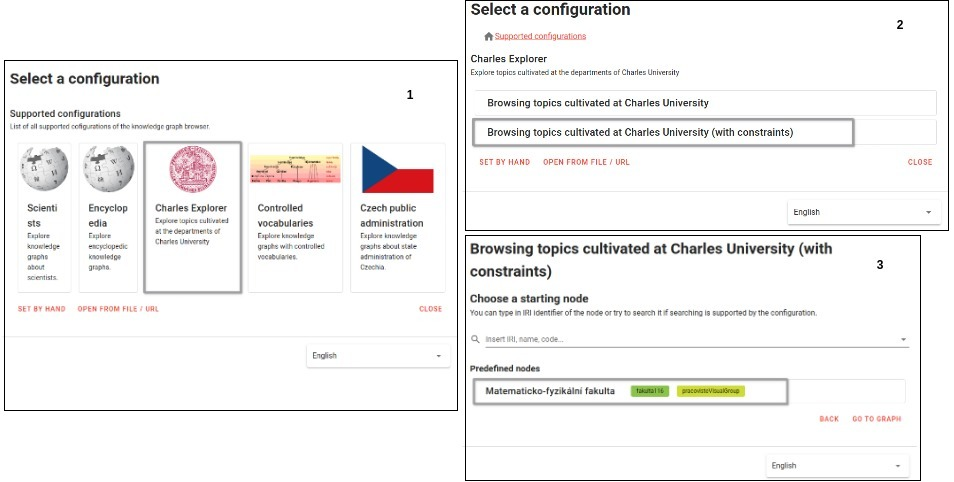 Select a configuration
1
Supported configurations
List of all supported cofigurations of the knowledge graph browser.
Scienti
sts
Explore
knowledge
graphs
about
scientists.
Encyclop
edia
Explore
encyclopedic
knowledge
graphs.
Charles Explorer
Explore topics cultivated
at the departments of
Charles University
Controlled
vocabularies
Explore knowledge
graphs with controlled
vocabularies.
Czech public
administration
Explore knowledge
graphs about state
administration of
Czechia.
SET BY HAND
OPEN FROM FILE / URL
CLOSE
English
Select a configuration
2
Supported configurations
Charles Explorer
Explore topics cultivated at the departments of Charles University
Browsing topics cultivated at Charles University
Browsing topics cultivated at Charles University (with constraints)
SET BY HAND
OPEN FROM FILE / URL
CLOSE
English
Browsing topics cultivated at Charles University (with
constraints)
3
Choose a starting node
You can type in IRI identifier of the node or try to search it if searching is supported by the configuration.
Insert IRI, name, code...
Predefined nodes
Matematicko-fyzikální fakulta
fakulta116
pracovisteVisualGroup
BACK
GO TO GRAPH
English